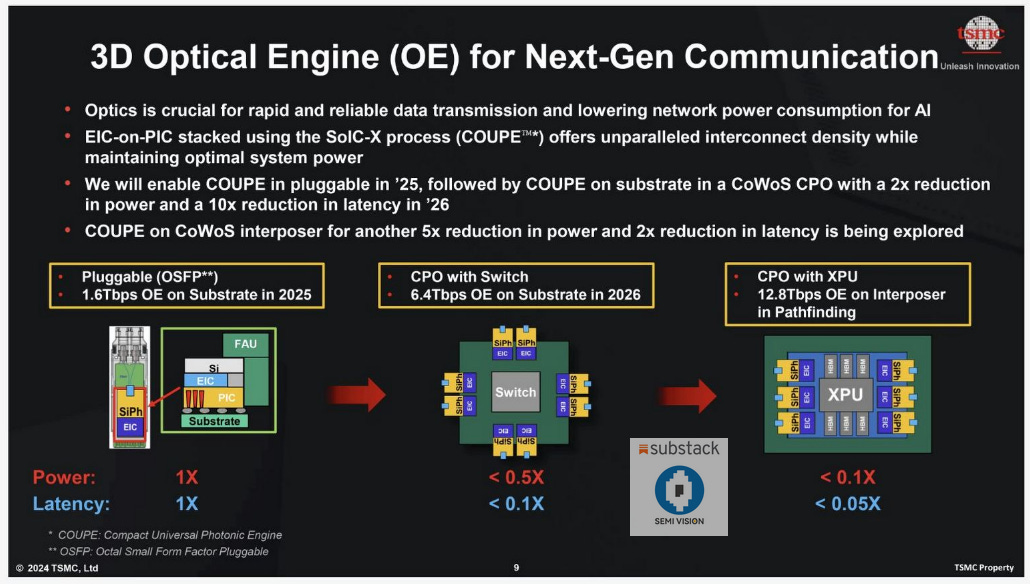 tsmc
Unleash Innovation
3D Optical Engine (OE) for Next-Gen Communication
• Optics is crucial for rapid and reliable data transmission and lowering network power consumption for AI
• EIC-on-PIC stacked using the SoIC-X process (COUPE™*) offers unparalleled interconnect density while
maintaining optimal system power
• We will enable COUPE in pluggable in ’25, followed by COUPE on substrate in a CoWoS CPO with a 2x reduction
in power and a 10x reduction in latency in ’26
• COUPE on CoWoS interposer for another 5x reduction in power and 2x reduction in latency is being explored
• Pluggable (OSFP**)
• 1.6Tbps OE on Substrate in 2025
• CPO with Switch
• 6.4Tbps OE on Substrate in 2026
• CPO with XPU
• 12.8Tbps OE on Interposer
in Pathfinding
SiPh
EIC
FAU
Si
EIC
PIC
Substrate
SiPh SiPh
EIC EIC
SiPh EIC
SiPh EIC
Switch
EIC SiPh
EIC SiPh
EIC EIC
SiPh SiPh
SiPh EIC
SiPh EIC
SiPh EIC
HBM HBM HBM
XPU
HBM HBM HBM
EIC SiPh
EIC SiPh
EIC SiPh
Power: 1X < 0.5X < 0.1X
Latency: 1X < 0.1X < 0.05X
substack
SEMI VISION
* COUPE: Compact Universal Photonic Engine
** OSFP: Octal Small Form Factor Pluggable
© 2024 TSMC, Ltd
9
TSMC Property